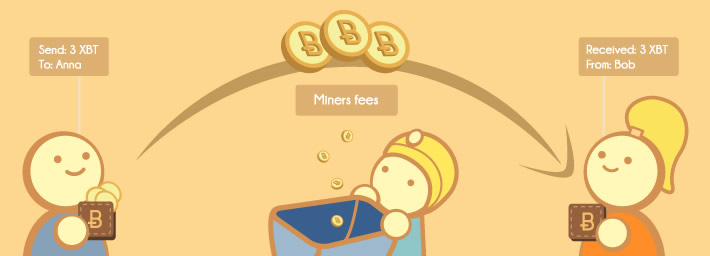 Send: 3 XBT
To: Anna
Miners fees
Received: 3 XBT
From: Bob